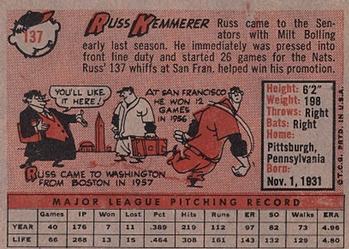 137
RUSS KEMMERER
Russ came to the Sen-
ators with Milt Bolling
early last season. He immediately was pressed into
front line duty and started 26 games for the Nats.
Russ' 137 whiffs at San Fran. helped win his promotion.
YOU'LL LIKE
IT HERE!
AT SAN FRANCISCO
HE WON 12
GAMES IN
1956
RUSS CAME TO WASHINGTON
FROM BOSTON IN 1957
Height:
6'2"
Weight: 198
Throws: Right
Bats: Right
Home:
Pittsburgh,
Pennsylvania
Born:
Nov. 1, 1931
© T.C.G. PRTD. IN U.S.A.
MAJOR LEAGUE PITCHING RECORD
Games IP Won Lost Pct. Hits Runs ER SO Walks ERA
YEAR 40 176 7 11 .389 219 112 97 82 73 4.96
LIFE 66 268 13 15 .464 308 161 143 129 132 4.80